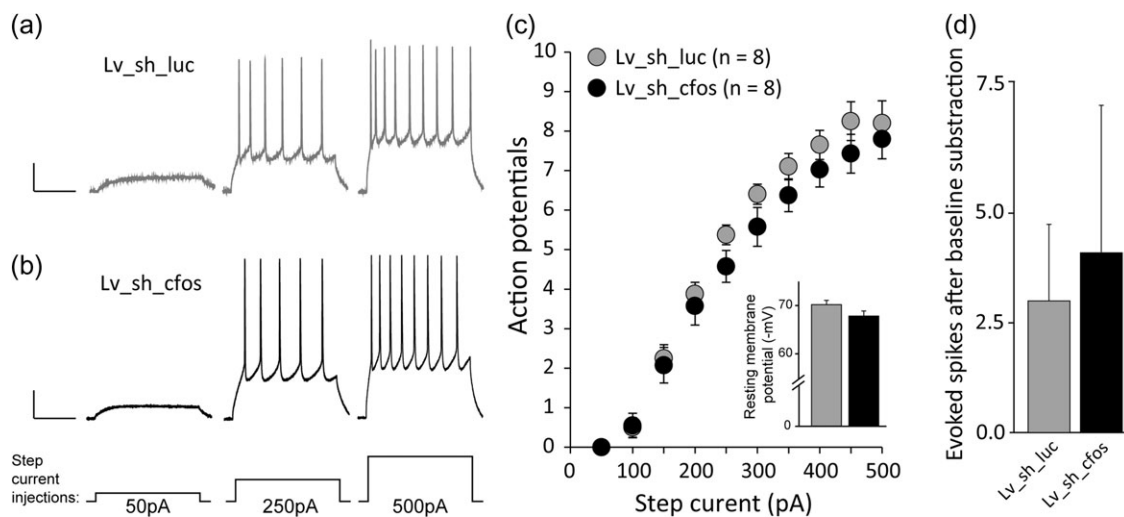 (a)
Lv_sh_luc
(b)
Lv_sh_cfos
Step
current
injections:
50pA
250pA
500pA
(c)
Action potentials
10
9
8
7
6
5
4
3
2
1
0
Lv_sh_luc (n = 8)
Lv_sh_cfos (n = 8)
Resting membrane
potential (-mV)
70
60
0
0
100
200
300
400
500
Step current (pA)
(d)
Evoked spikes after baseline substraction
7.5
5.0
2.5
0.0
Lv_sh_luc
Lv_sh_cfos